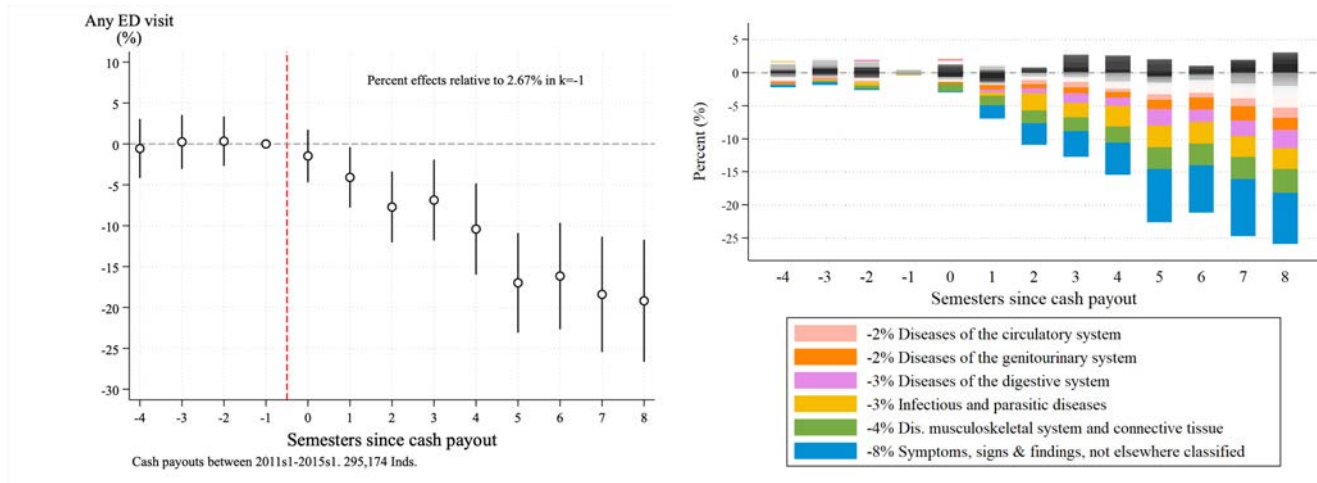 Any ED visit
(%)
10
5
0
-5
-10
-15
-20
-25
-30
Percent effects relative to 2.67% in k=-1
-4 -3 -2 -1 0 1 2 3 4 5 6 7 8
Semesters since cash payout
Cash payouts between 2011s1-2015s1. 295,174 Inds.
Percent (%)
5
0
-5
-10
-15
-20
-25
-4 -3 -2 -1 0 1 2 3 4 5 6 7 8
Semesters since cash payout
-2% Diseases of the circulatory system
-2% Diseases of the genitourinary system
-3% Diseases of the digestive system
-3% Infectious and parasitic diseases
-4% Dis. musculoskeletal system and connective tissue
-8% Symptoms, signs & findings, not elsewhere classified